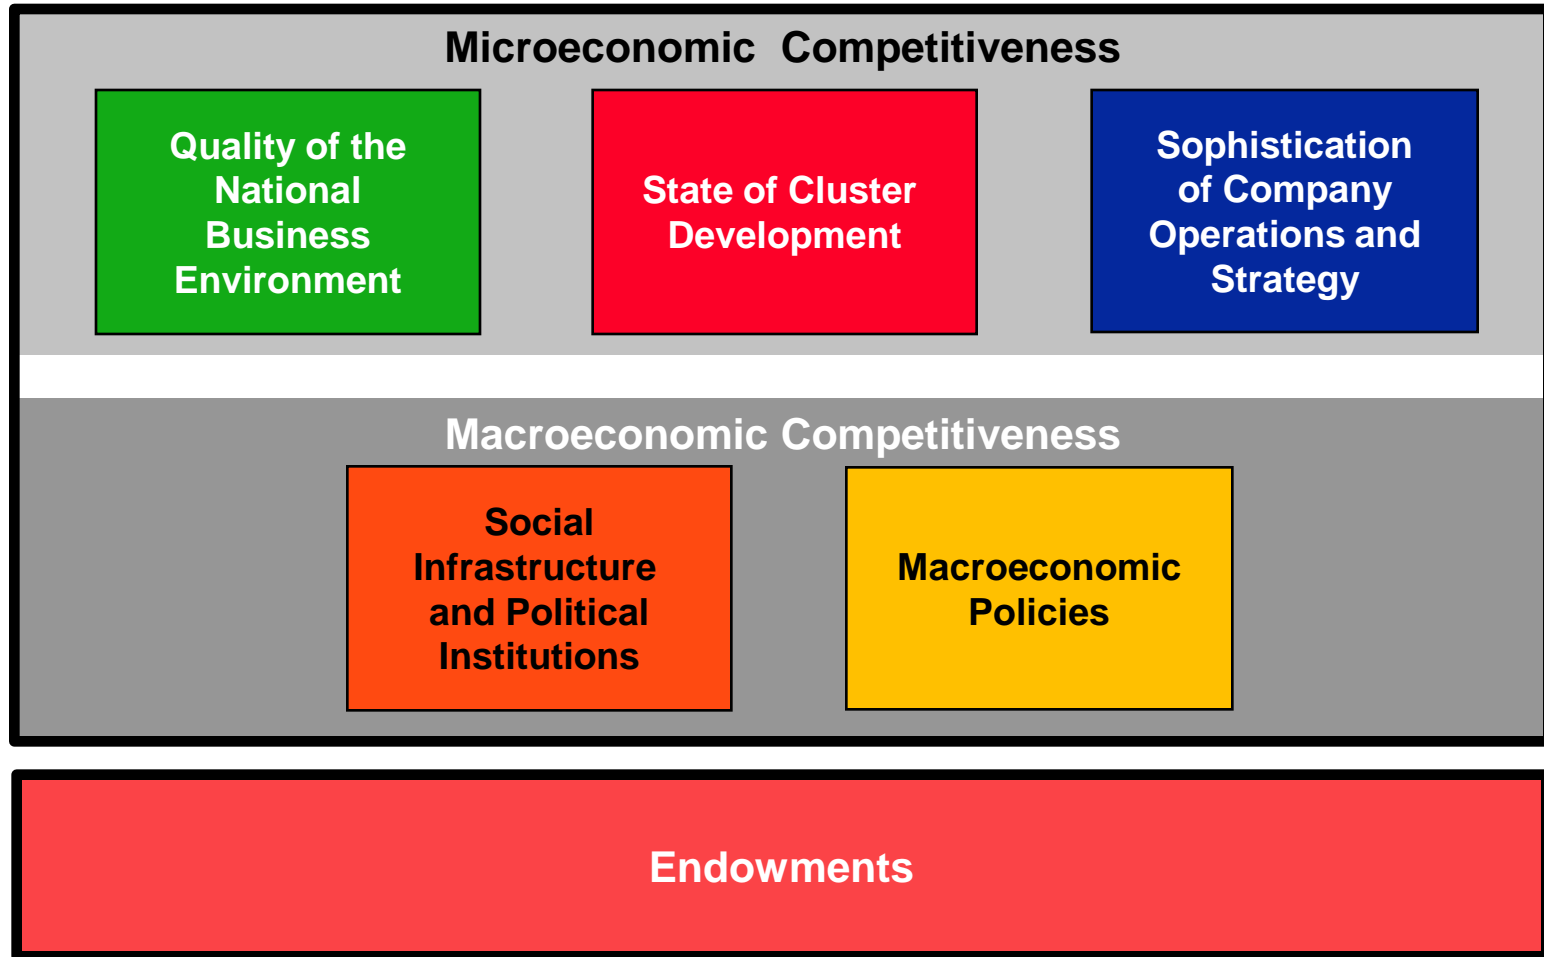 Microeconomic  Competitiveness
Quality of the
National
Business
Environment
State of Cluster
Development
Sophistication
of Company
Operations and
Strategy
Macroeconomic Competitiveness
Social
Infrastructure
and Political
Institutions
Macroeconomic
Policies
Endowments